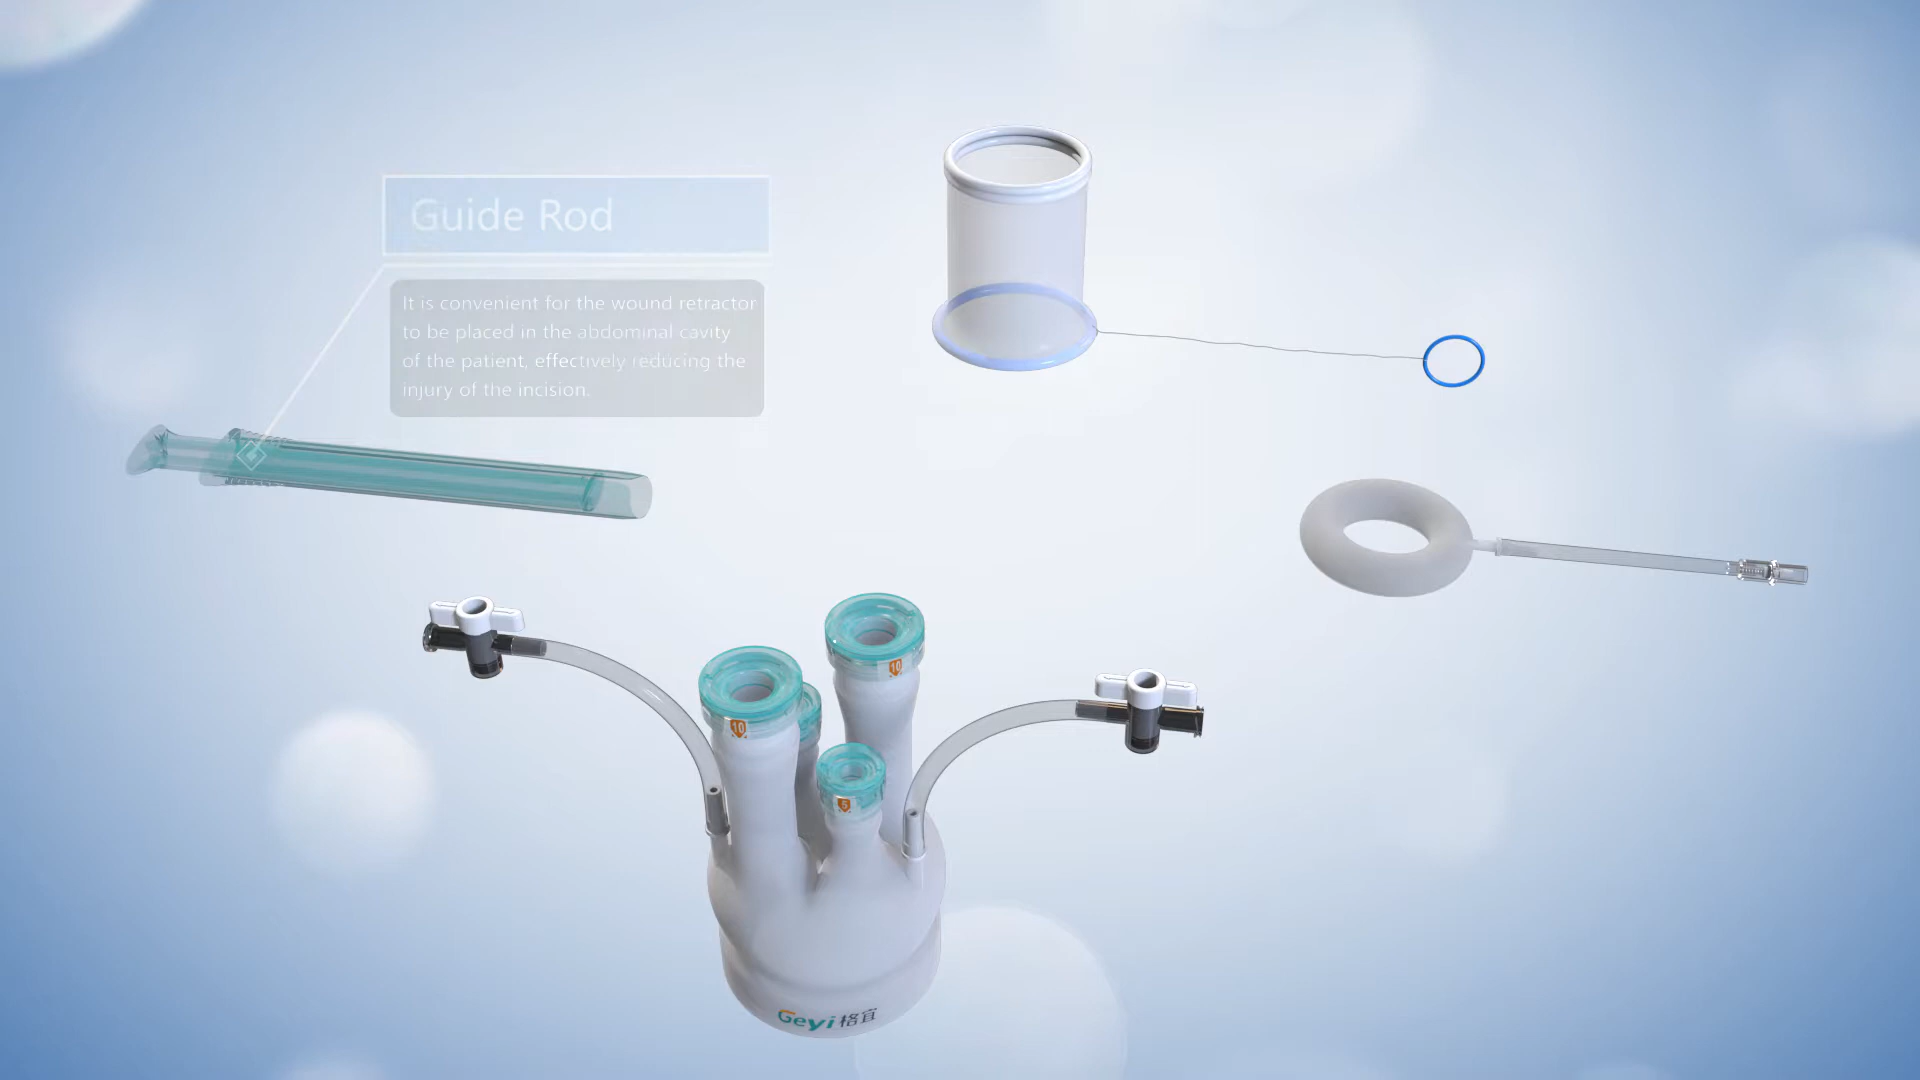 Guide Rod
It is convenient for the wound retractor
to be placed in the abdominal cavity
of the patient, effectively reducing the
injury of the incision.
10
10
5
Geyi 格宜